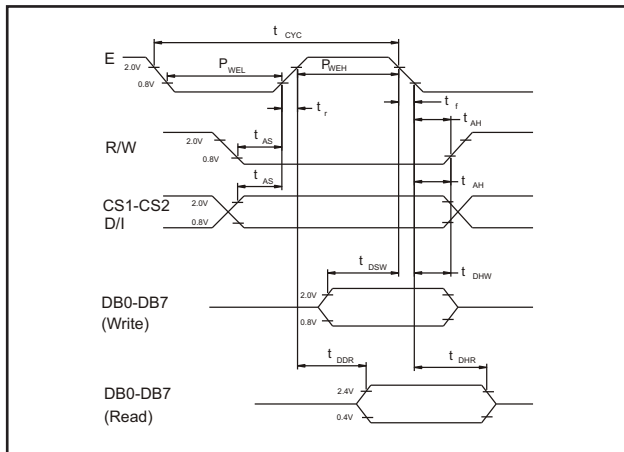 t CYC
E
2.0V
0.8V
P WEL
P WEH
t r
t f
t AS
t AH
R/W
2.0V
0.8V
t AS
t AH
CS1-CS2
D/I
2.0V
0.8V
t DSW
t DHW
DB0-DB7
(Write)
2.0V
0.8V
t DDR
t DHR
DB0-DB7
(Read)
2.4V
0.4V